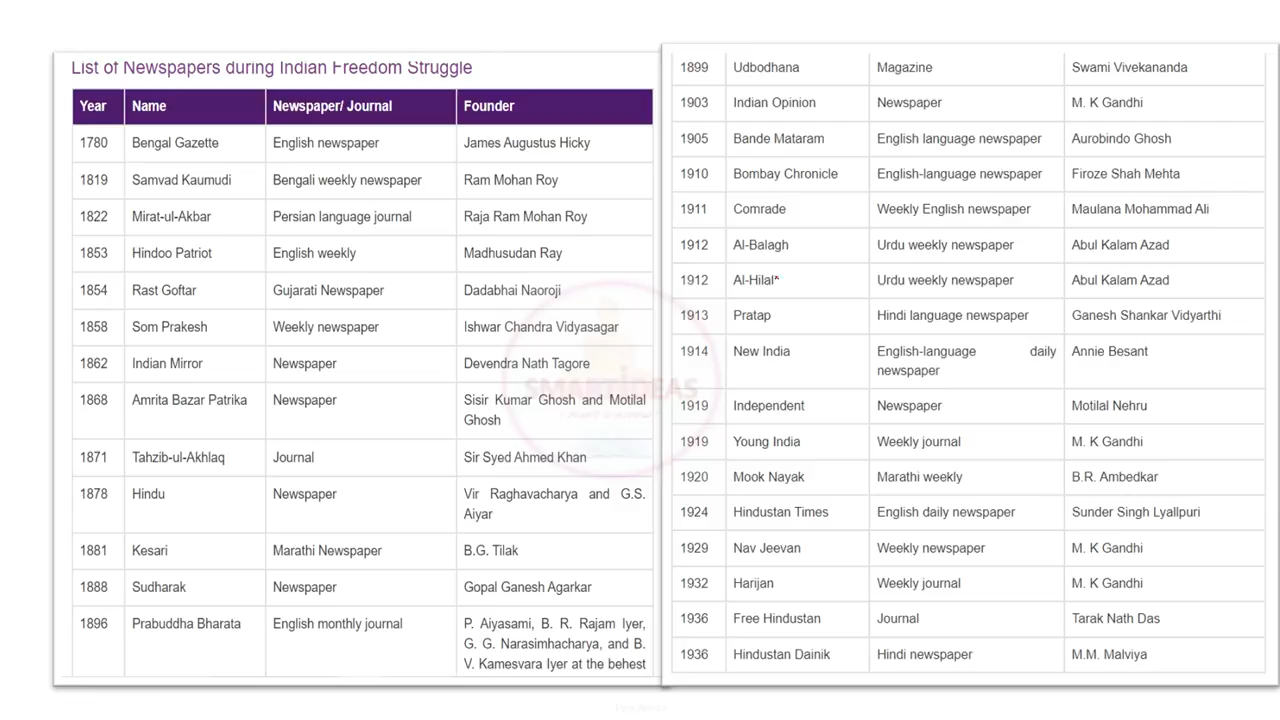 List of Newspapers during Indian Freedom Struggle
Year Name Newspaper/ Journal Founder
1780 Bengal Gazette English newspaper James Augustus Hicky
1819 Samvad Kaumudi Bengali weekly newspaper Ram Mohan Roy
1822 Mirat-ul-Akbar Persian language journal Raja Ram Mohan Roy
1853 Hindoo Patriot English weekly Madhusudan Ray
1854 Rast Goftar Gujarati Newspaper Dadabhai Naoroji
1858 Som Prakesh Weekly newspaper Ishwar Chandra Vidyasagar
1862 Indian Mirror Newspaper Devendra Nath Tagore
1868 Amrita Bazar Patrika Newspaper Sisir Kumar Ghosh and Motilal
Ghosh
1871 Tahzib-ul-Akhlaq Journal Sir Syed Ahmed Khan
1878 Hindu Newspaper Vir Raghavacharya and G.S.
Aiyar
1881 Kesari Marathi Newspaper B.G. Tilak
1888 Sudharak Newspaper Gopal Ganesh Agarkar
1896 Prabuddha Bharata English monthly journal P. Aiyasami, B. R. Rajam Iyer,
G. G. Narasimhacharya, and B.
V. Kamesvara Iyer at the behest
1899 Udbodhana Magazine Swami Vivekananda
1903 Indian Opinion Newspaper M. K Gandhi
1905 Bande Mataram English language newspaper Aurobindo Ghosh
1910 Bombay Chronicle English-language newspaper Firoze Shah Mehta
1911 Comrade Weekly English newspaper Maulana Mohammad Ali
1912 Al-Balagh Urdu weekly newspaper Abul Kalam Azad
1912 Al-Hilal Urdu weekly newspaper Abul Kalam Azad
1913 Pratap Hindi language newspaper Ganesh Shankar Vidyarthi
1914 New India English-language daily Annie Besant
newspaper
1919 Independent Newspaper Motilal Nehru
1919 Young India Weekly journal M. K Gandhi
1920 Mook Nayak Marathi weekly B.R. Ambedkar
1924 Hindustan Times English daily newspaper Sunder Singh Lyallpuri
1929 Nav Jeevan Weekly newspaper M. K Gandhi
1932 Harijan Weekly journal M. K Gandhi
1936 Free Hindustan Journal Tarak Nath Das
1936 Hindustan Dainik Hindi newspaper M.M. Malviya
SMART IDEAS